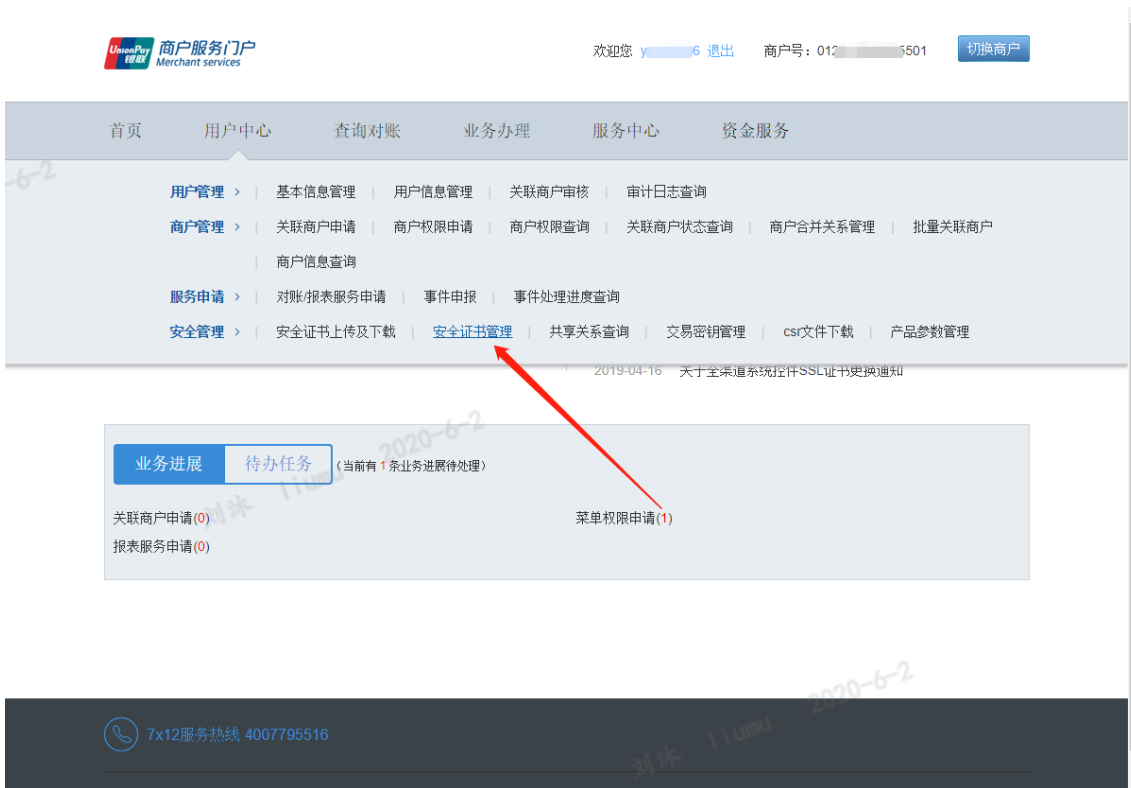 UnionPay 银联 商户服务门户
Merchant services
欢迎您 y 6 退出 商户号：012 5501 切换商户
首页 用户中心 查询对账 业务办理 服务中心 资金服务
-6-2
用户管理 > | 基本信息管理 | 用户信息管理 | 关联商户审核 | 审计日志查询
商户管理 > | 关联商户申请 | 商户权限申请 | 商户权限查询 | 关联商户状态查询 | 商户合并关系管理 | 批量关联商户
| 商户信息查询
服务申请 > | 对账/报表服务申请 | 事件申报 | 事件处理进度查询
安全管理 > | 安全证书上传及下载 | 安全证书管理 | 共享关系查询 | 交易密钥管理 | csr文件下载 | 产品参数管理
2019-04-16 关于全渠道系统控件SSL证书更换通知
业务进展 待办任务 （当前有 1 条业务进展待处理）
刘沐 liumu 2020-6-2
关联商户申请(0) 菜单权限申请(1)
报表服务申请(0)
7x12服务热线 4007795516
刘沐 liumu 2020-6-2